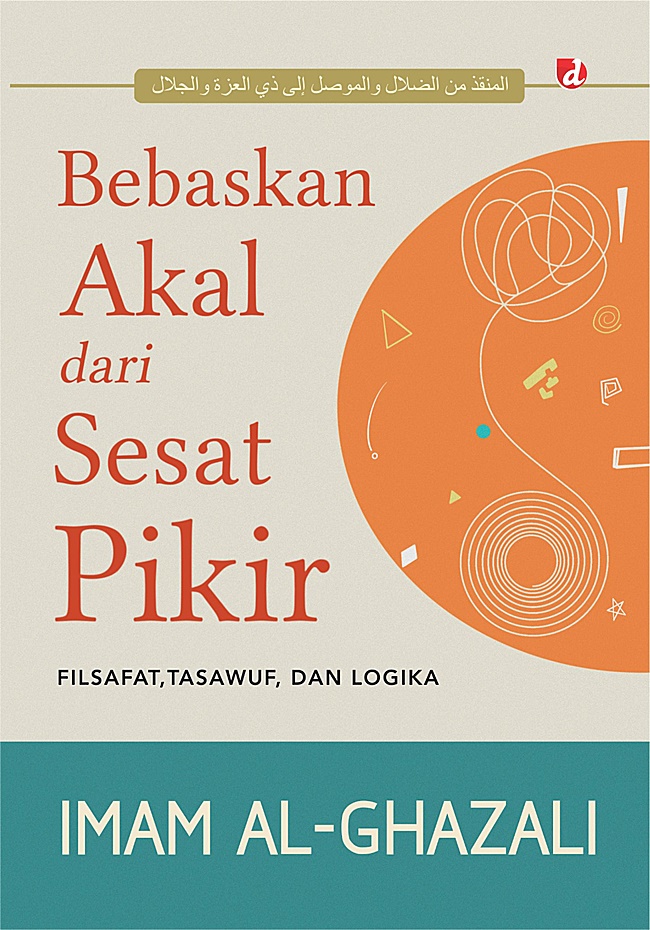 المنقذ من الضلال والموصل إلى ذي العزة والجلال
d
Bebaskan
Akal
dari
Sesat
Pikir
FILSAFAT,TASAWUF, DAN LOGIKA
IMAM AL-GHAZALI